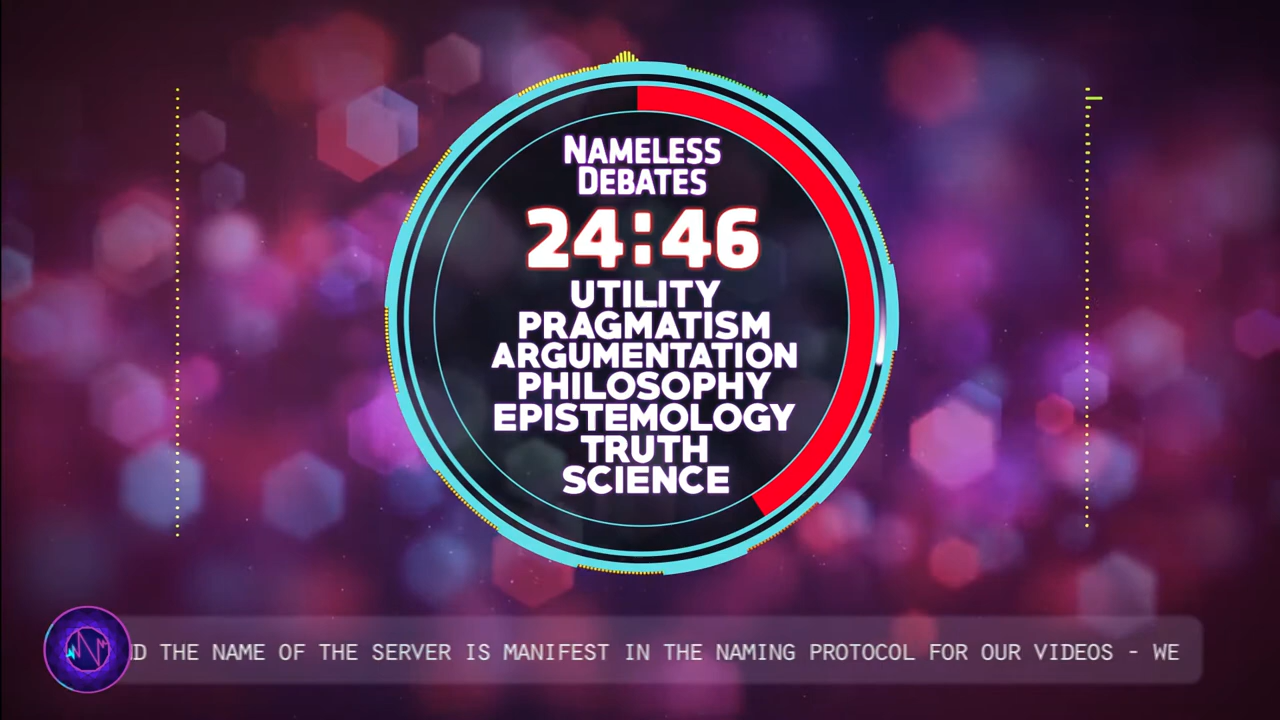 NAMELESS
DEBATES
24:46
UTILITY
PRAGMATISM
ARGUMENTATION
PHILOSOPHY
EPISTEMOLOGY
TRUTH
SCIENCE
D THE NAME OF THE SERVER IS MANIFEST IN THE NAMING PROTOCOL FOR OUR VIDEOS - WE